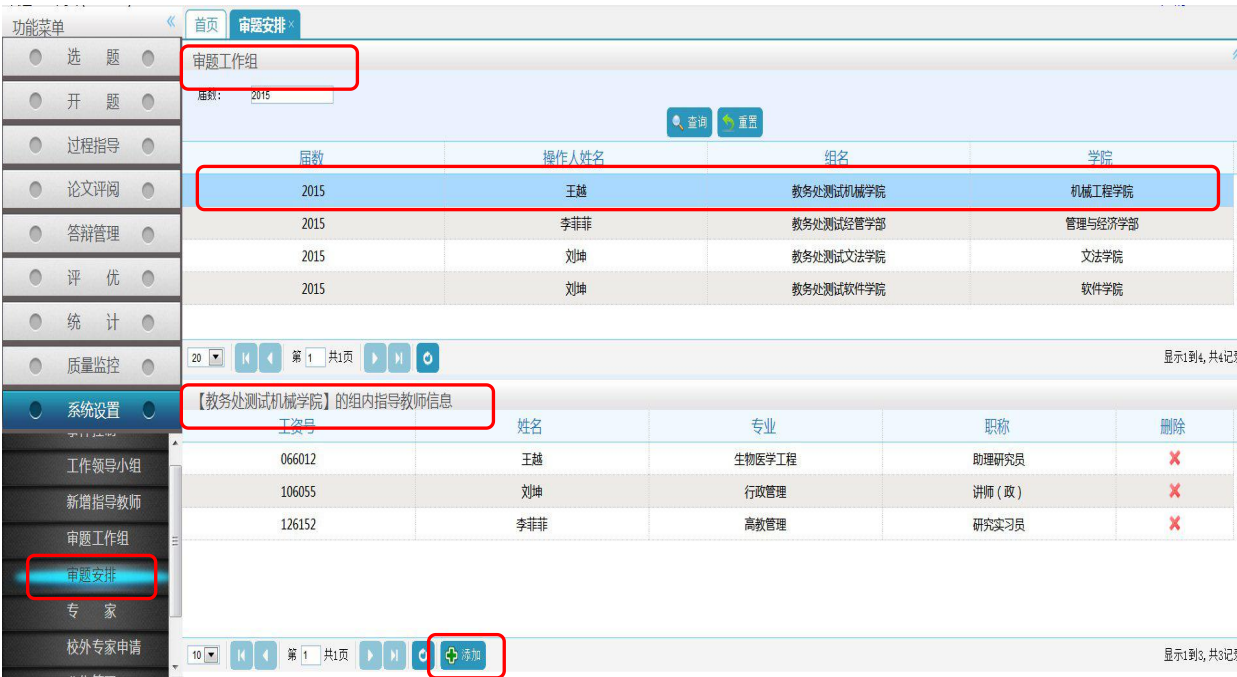 功能菜单
首页 审题安排
选 题
开 题
过程指导
论文评阅
答辩管理
评 优
统 计
质量监控
系统设置
工作领导小组
新增指导教师
审题工作组
审题安排
专 家
校外专家申请
审题工作组
届数: 2015
查询 重置
届数 操作人姓名 组名 学院
2015 王越 教务处测试机械学院 机械工程学院
2015 李菲菲 教务处测试经管学部 管理与经济学部
2015 刘坤 教务处测试文法学院 文法学院
2015 刘坤 教务处测试软件学院 软件学院
20 第 1 共1页 显示1到4, 共4记
【教务处测试机械学院】的组内指导教师信息
工资号 姓名 专业 职称 删除
066012 王越 生物医学工程 助理研究员
106055 刘坤 行政管理 讲师（政）
126152 李菲菲 高教管理 研究实习员
10 第 1 共1页 添加 显示1到3, 共3记